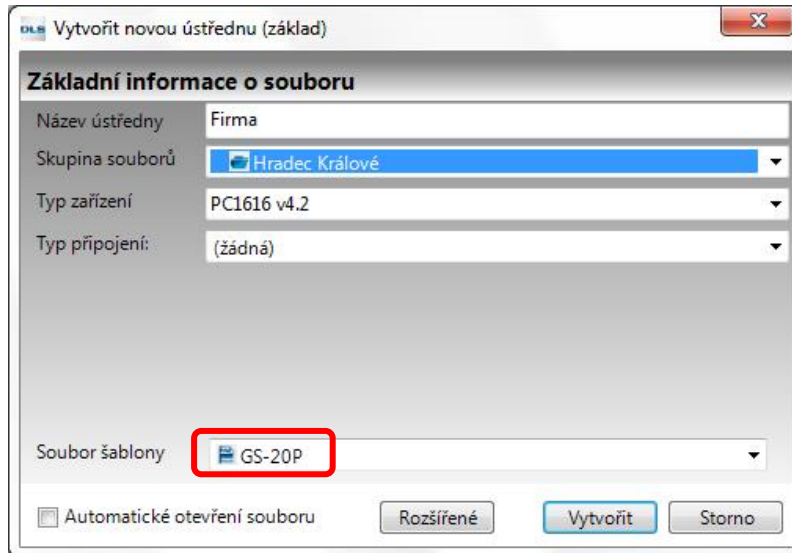 DLS Vytvořit novou ústřednu (základ)
Základní informace o souboru
Název ústředny Firma
Skupina souborů Hradec Králové
Typ zařízení PC1616 v4.2
Typ připojení: (žádná)
Soubor šablony GS-20P
Automatické otevření souboru Rozšířené Vytvořit Storno